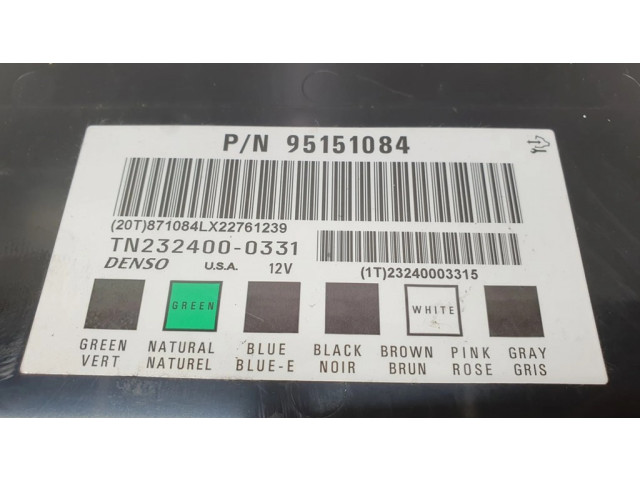 P/N 95151084
(20T)871084LX22761239
TN232400-0331
DENSO U.S.A. 12V
(1T)23240003315
GREEN WHITE
GREEN NATURAL BLUE BLACK BROWN PINK GRAY
VERT NATUREL BLUE-E NOIR BRUN ROSE GRIS